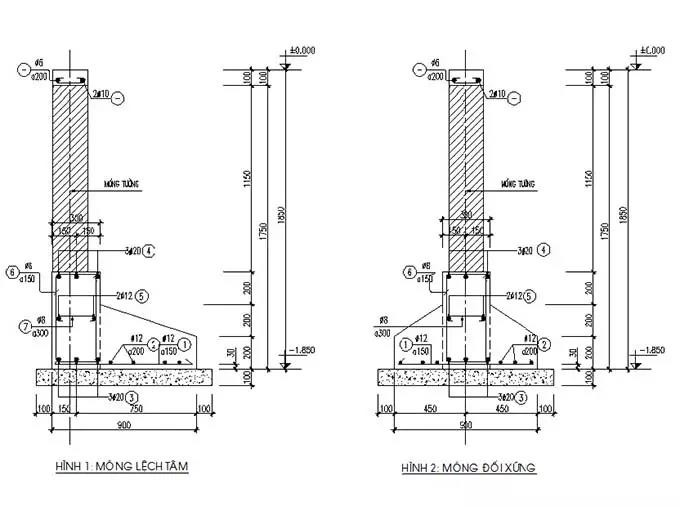 ±0.000
Ø6
a200
2Ø10
100
100
MÓNG TƯỜNG
1150
1750
1850
300
150 150
3Ø20 4
6 Ø8
a150
2Ø12 5
200
7 Ø8
a300
200
Ø12 5
a200
Ø12 1
a150
30
200
-1.850
100
3Ø20 3
100 150 750 100
900
HÌNH 1: MÓNG LỆCH TÂM
±0.000
Ø6
a200
2Ø10
100
100
MÓNG TƯỜNG
1150
1750
1850
300
150 150
3Ø20 4
6 Ø8
a150
2Ø12 5
200
Ø8
a300
200
1 Ø12
a150
Ø12 2
a200
30
200
-1.850
100
3Ø20 3
100 450 450 100
900
HÌNH 2: MÓNG ĐỐI XỨNG